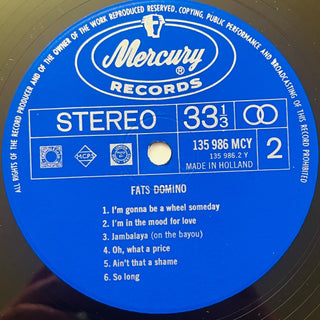 ALL RIGHTS OF THE RECORD PRODUCER AND OF THE OWNER OF THE WORK REPRODUCED RESERVED. COPYING, PUBLIC PERFORMANCE AND BROADCASTING OF THIS RECORD PROHIBITED
Mercury
RECORDS
STEREO 33 1/3
M.C.P.S
135 986 MCY
135 986.2 Y
MADE IN HOLLAND
2
FATS DOMINO
1. I'm gonna be a wheel someday
2. I'm in the mood for love
3. Jambalaya (on the bayou)
4. Oh, what a price
5. Ain't that a shame
6. So long